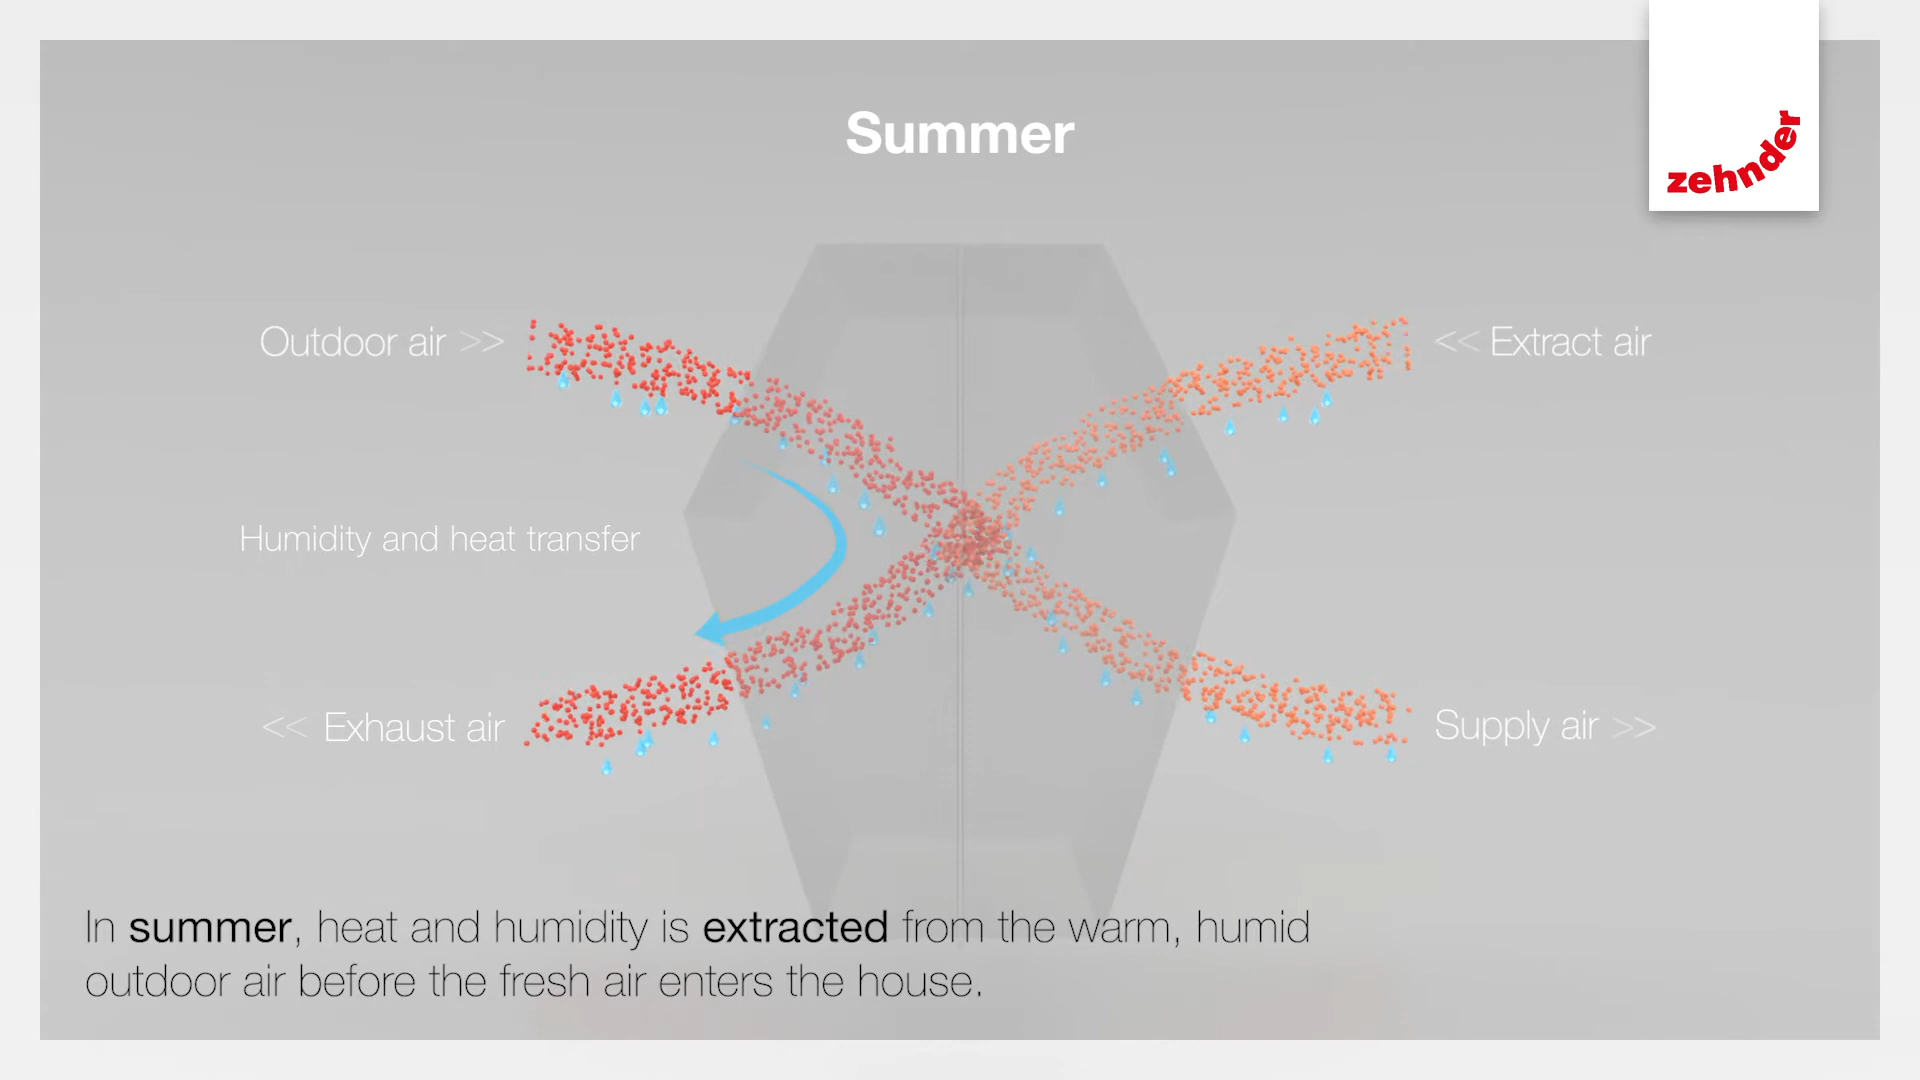 Summer
zehnder
Outdoor air >>
<< Extract air
Humidity and heat transfer
<< Exhaust air
Supply air >>
In summer, heat and humidity is extracted from the warm, humid
outdoor air before the fresh air enters the house.